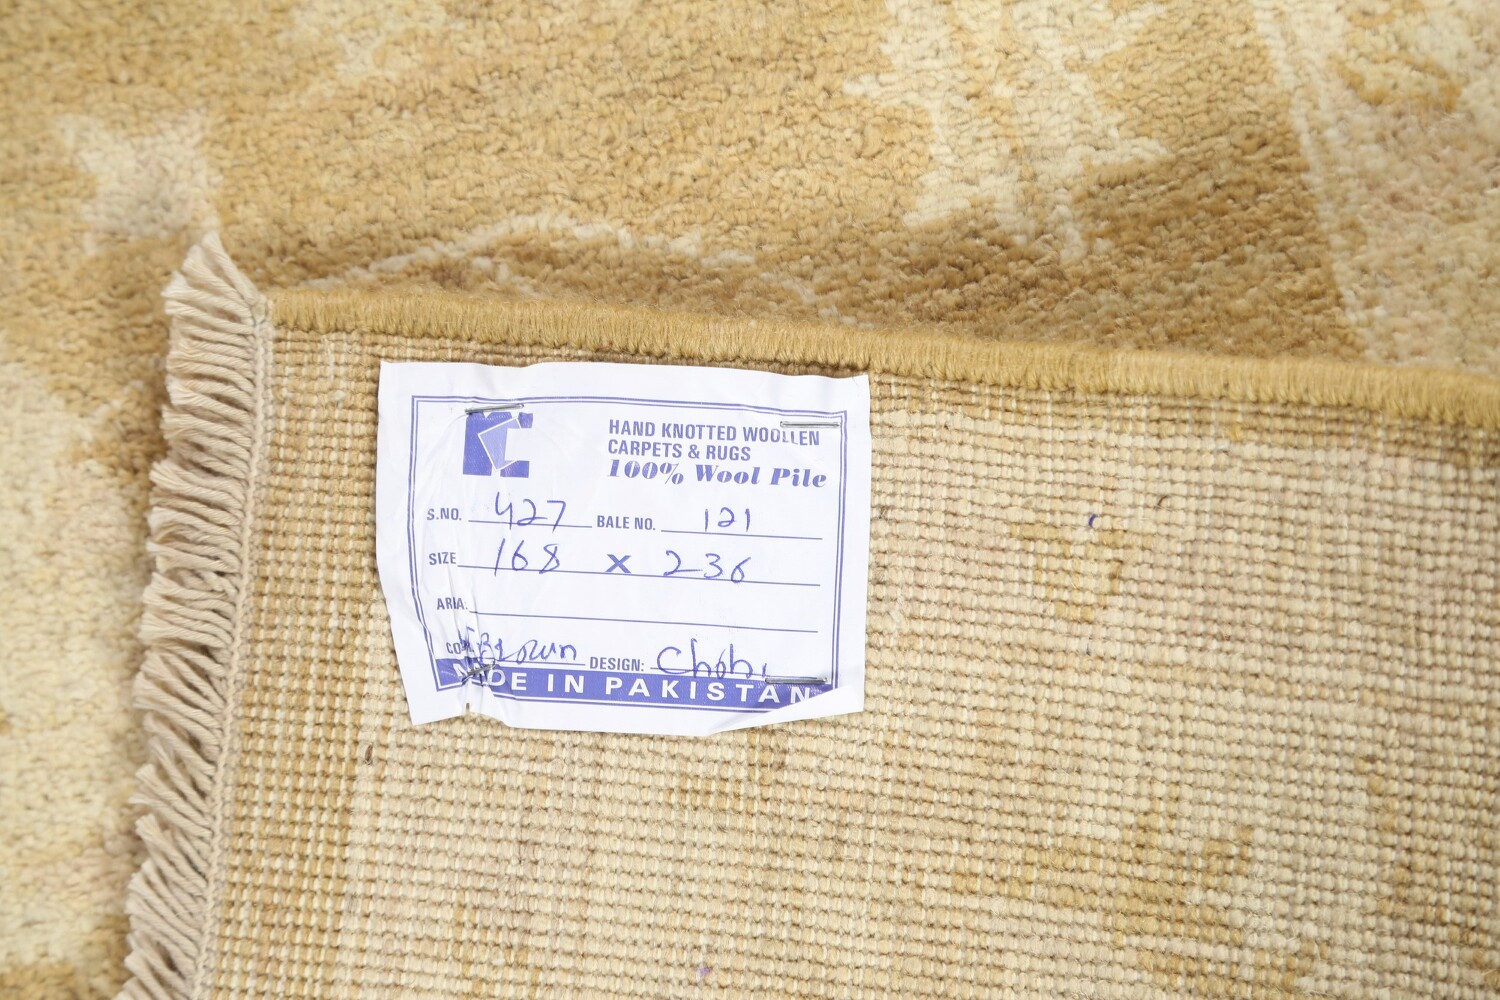 KC
HAND KNOTTED WOOLLEN
CARPETS & RUGS
100% Wool Pile
S.NO. 427 BALE NO. 121
SIZE 168 X 236
ARIA.
Brown DESIGN: Chobi
MADE IN PAKISTAN